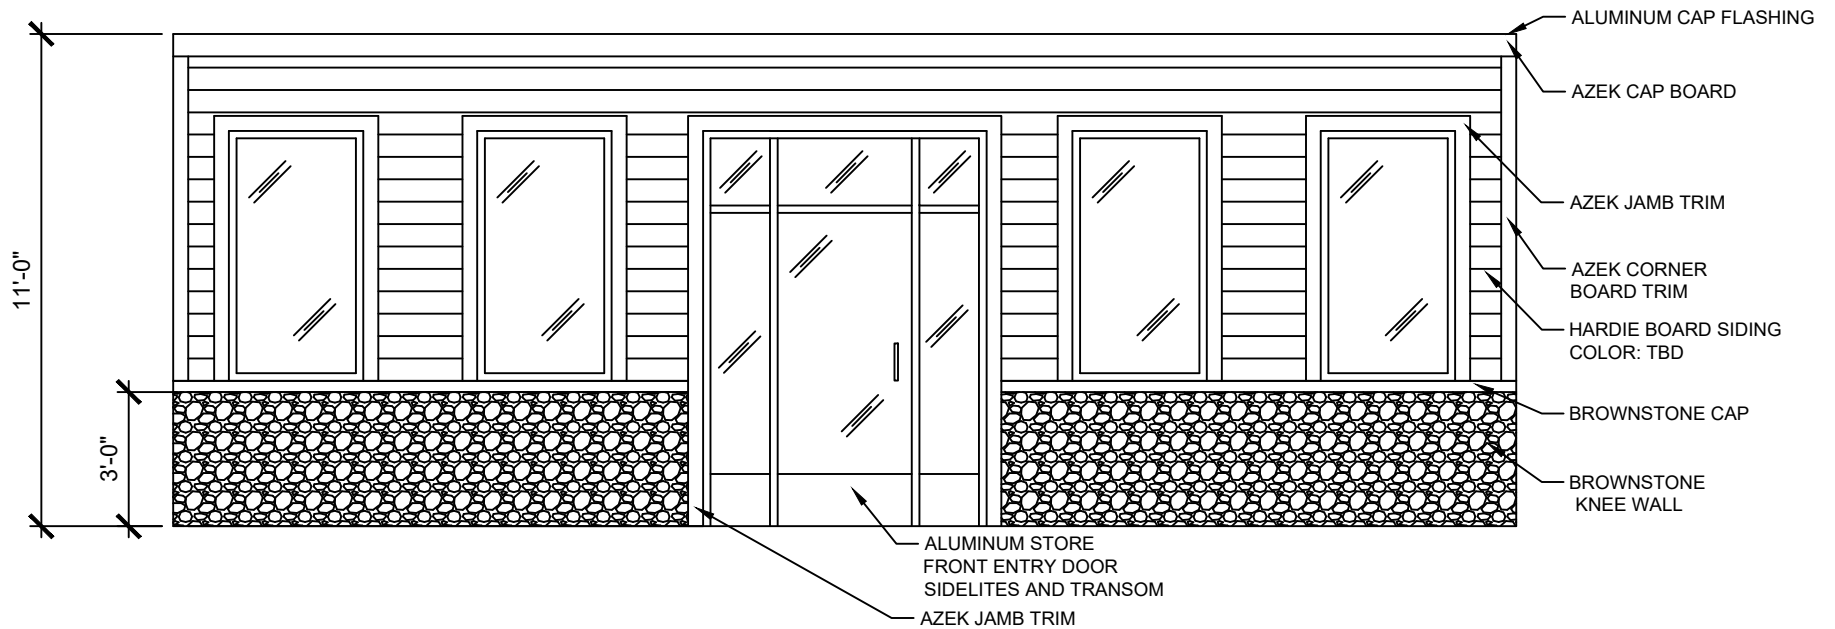 ALUMINUM CAP FLASHING
AZEK CAP BOARD
AZEK JAMB TRIM
AZEK CORNER
BOARD TRIM
HARDIE BOARD SIDING
COLOR: TBD
BROWNSTONE CAP
BROWNSTONE
KNEE WALL
11'-0"
3'-0"
ALUMINUM STORE
FRONT ENTRY DOOR
SIDELITES AND TRANSOM
AZEK JAMB TRIM